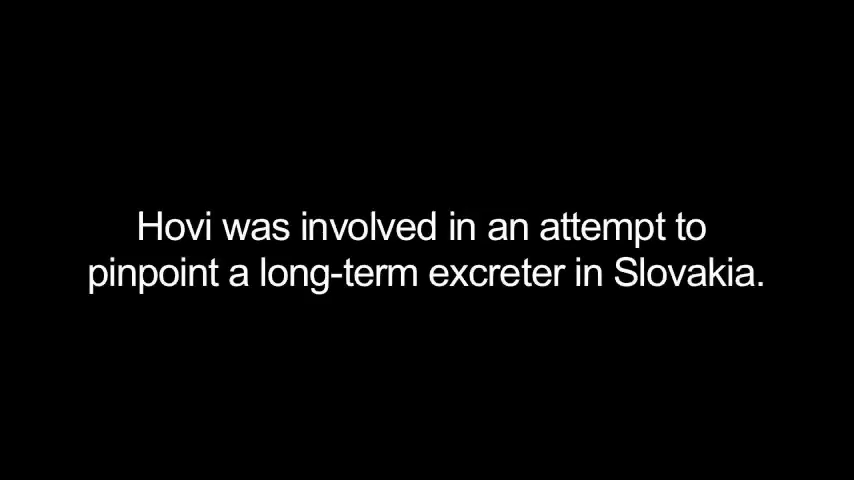 Hovi was involved in an attempt to
pinpoint a long-term excreter in Slovakia.